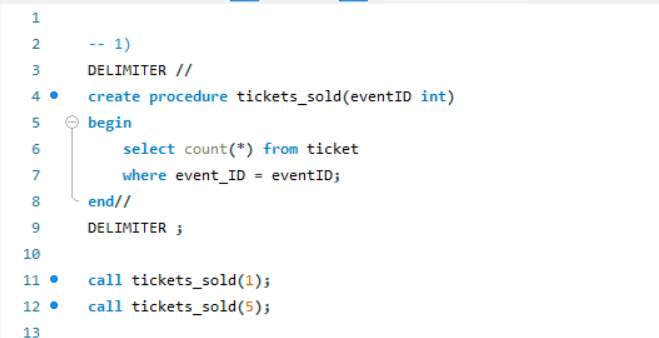 1
2 -- 1)
3 DELIMITER //
4 create procedure tickets_sold(eventID int)
5 begin
6 select count(*) from ticket
7 where event_ID = eventID;
8 end//
9 DELIMITER ;
10
11 call tickets_sold(1);
12 call tickets_sold(5);
13